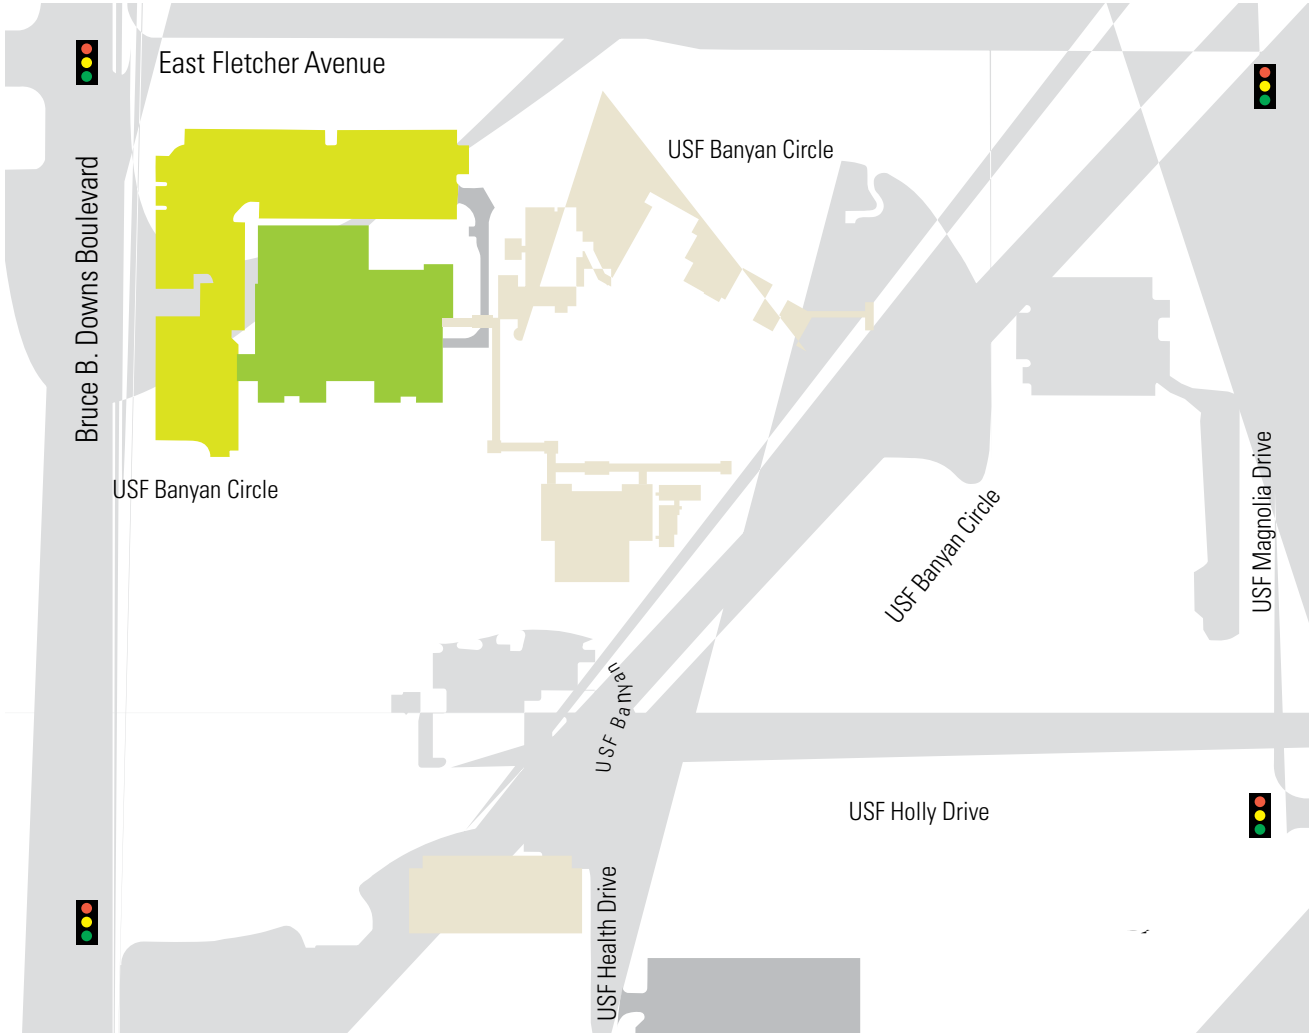 East Fletcher Avenue
USF Banyan Circle
Bruce B. Downs Boulevard
USF Banyan Circle
USF Banyan Circle
USF Magnolia Drive
USF Banyan
USF Holly Drive
USF Health Drive